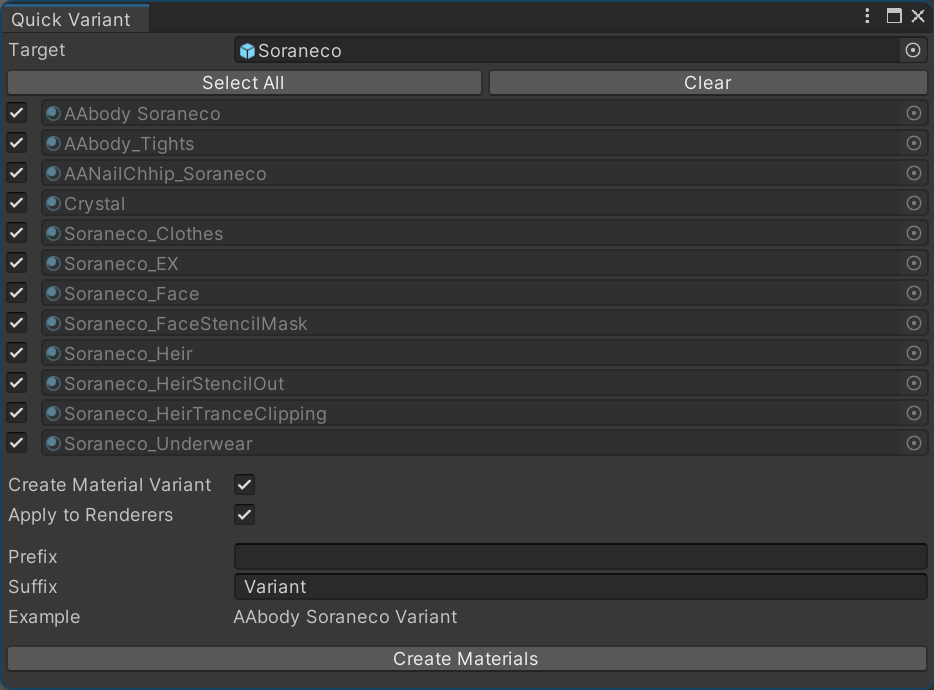 Quick Variant
Target Soraneco
Select All Clear
AAbody Soraneco
AAbody_Tights
AANailChhip_Soraneco
Crystal
Soraneco_Clothes
Soraneco_EX
Soraneco_Face
Soraneco_FaceStencilMask
Soraneco_Heir
Soraneco_HeirStencilOut
Soraneco_HeirTranceClipping
Soraneco_Underwear
Create Material Variant
Apply to Renderers
Prefix
Suffix Variant
Example AAbody Soraneco Variant
Create Materials